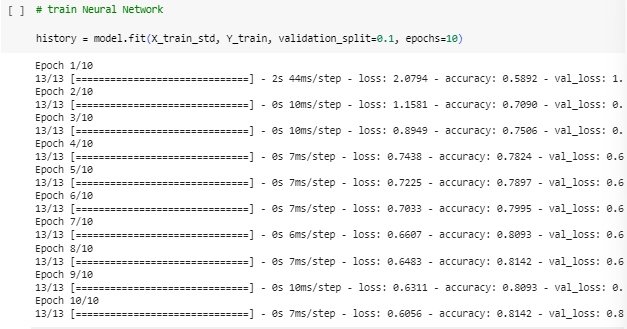 [ ] # train Neural Network
history = model.fit(X_train_std, Y_train, validation_split=0.1, epochs=10)
Epoch 1/10
13/13 [==============================] - 2s 44ms/step - loss: 2.0794 - accuracy: 0.5892 - val_loss: 1.
Epoch 2/10
13/13 [==============================] - 0s 10ms/step - loss: 1.1581 - accuracy: 0.7090 - val_loss: 0.
Epoch 3/10
13/13 [==============================] - 0s 10ms/step - loss: 0.8949 - accuracy: 0.7506 - val_loss: 0.
Epoch 4/10
13/13 [==============================] - 0s 7ms/step - loss: 0.7438 - accuracy: 0.7824 - val_loss: 0.6
Epoch 5/10
13/13 [==============================] - 0s 7ms/step - loss: 0.7225 - accuracy: 0.7897 - val_loss: 0.6
Epoch 6/10
13/13 [==============================] - 0s 7ms/step - loss: 0.7033 - accuracy: 0.7995 - val_loss: 0.6
Epoch 7/10
13/13 [==============================] - 0s 6ms/step - loss: 0.6607 - accuracy: 0.8093 - val_loss: 0.6
Epoch 8/10
13/13 [==============================] - 0s 7ms/step - loss: 0.6483 - accuracy: 0.8142 - val_loss: 0.6
Epoch 9/10
13/13 [==============================] - 0s 10ms/step - loss: 0.6311 - accuracy: 0.8093 - val_loss: 0.
Epoch 10/10
13/13 [==============================] - 0s 7ms/step - loss: 0.6056 - accuracy: 0.8142 - val_loss: 0.8